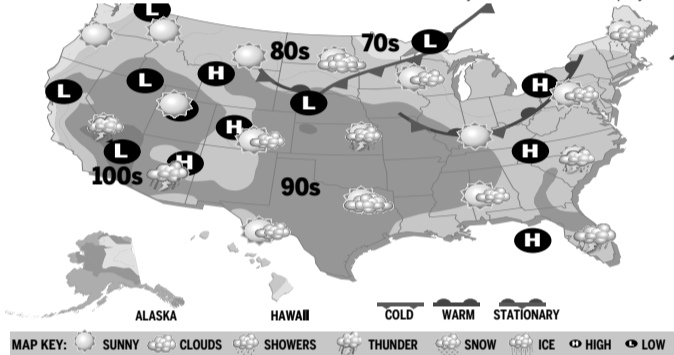 L
80s
70s
L
H
L
L
H
L
L
H
L
H
H
100s
90s
H
ALASKA
HAWAII
COLD
WARM
STATIONARY
MAP KEY:
SUNNY
CLOUDS
SHOWERS
THUNDER
SNOW
ICE
H HIGH
L LOW